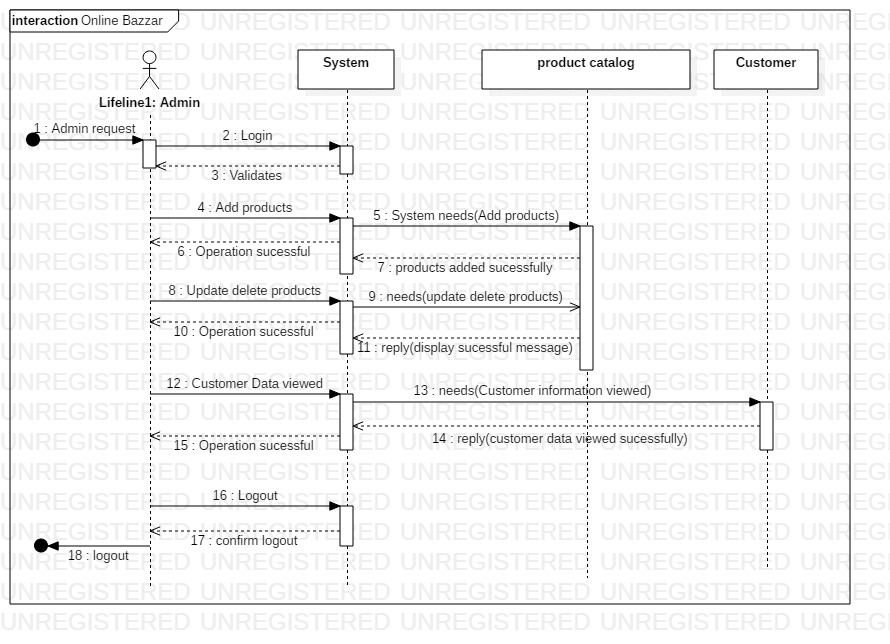 interaction Online Bazzar
System
product catalog
Customer
Lifeline1: Admin
1 : Admin request
2 : Login
3 : Validates
4 : Add products
5 : System needs(Add products)
6 : Operation sucessful
7 : products added sucessfully
8 : Update delete products
9 : needs(update delete products)
10 : Operation sucessful
11 : reply(display sucessful message)
12 : Customer Data viewed
13 : needs(Customer information viewed)
14 : reply(customer data viewed sucessfully)
15 : Operation sucessful
16 : Logout
17 : confirm logout
18 : logout
UNREGISTERED